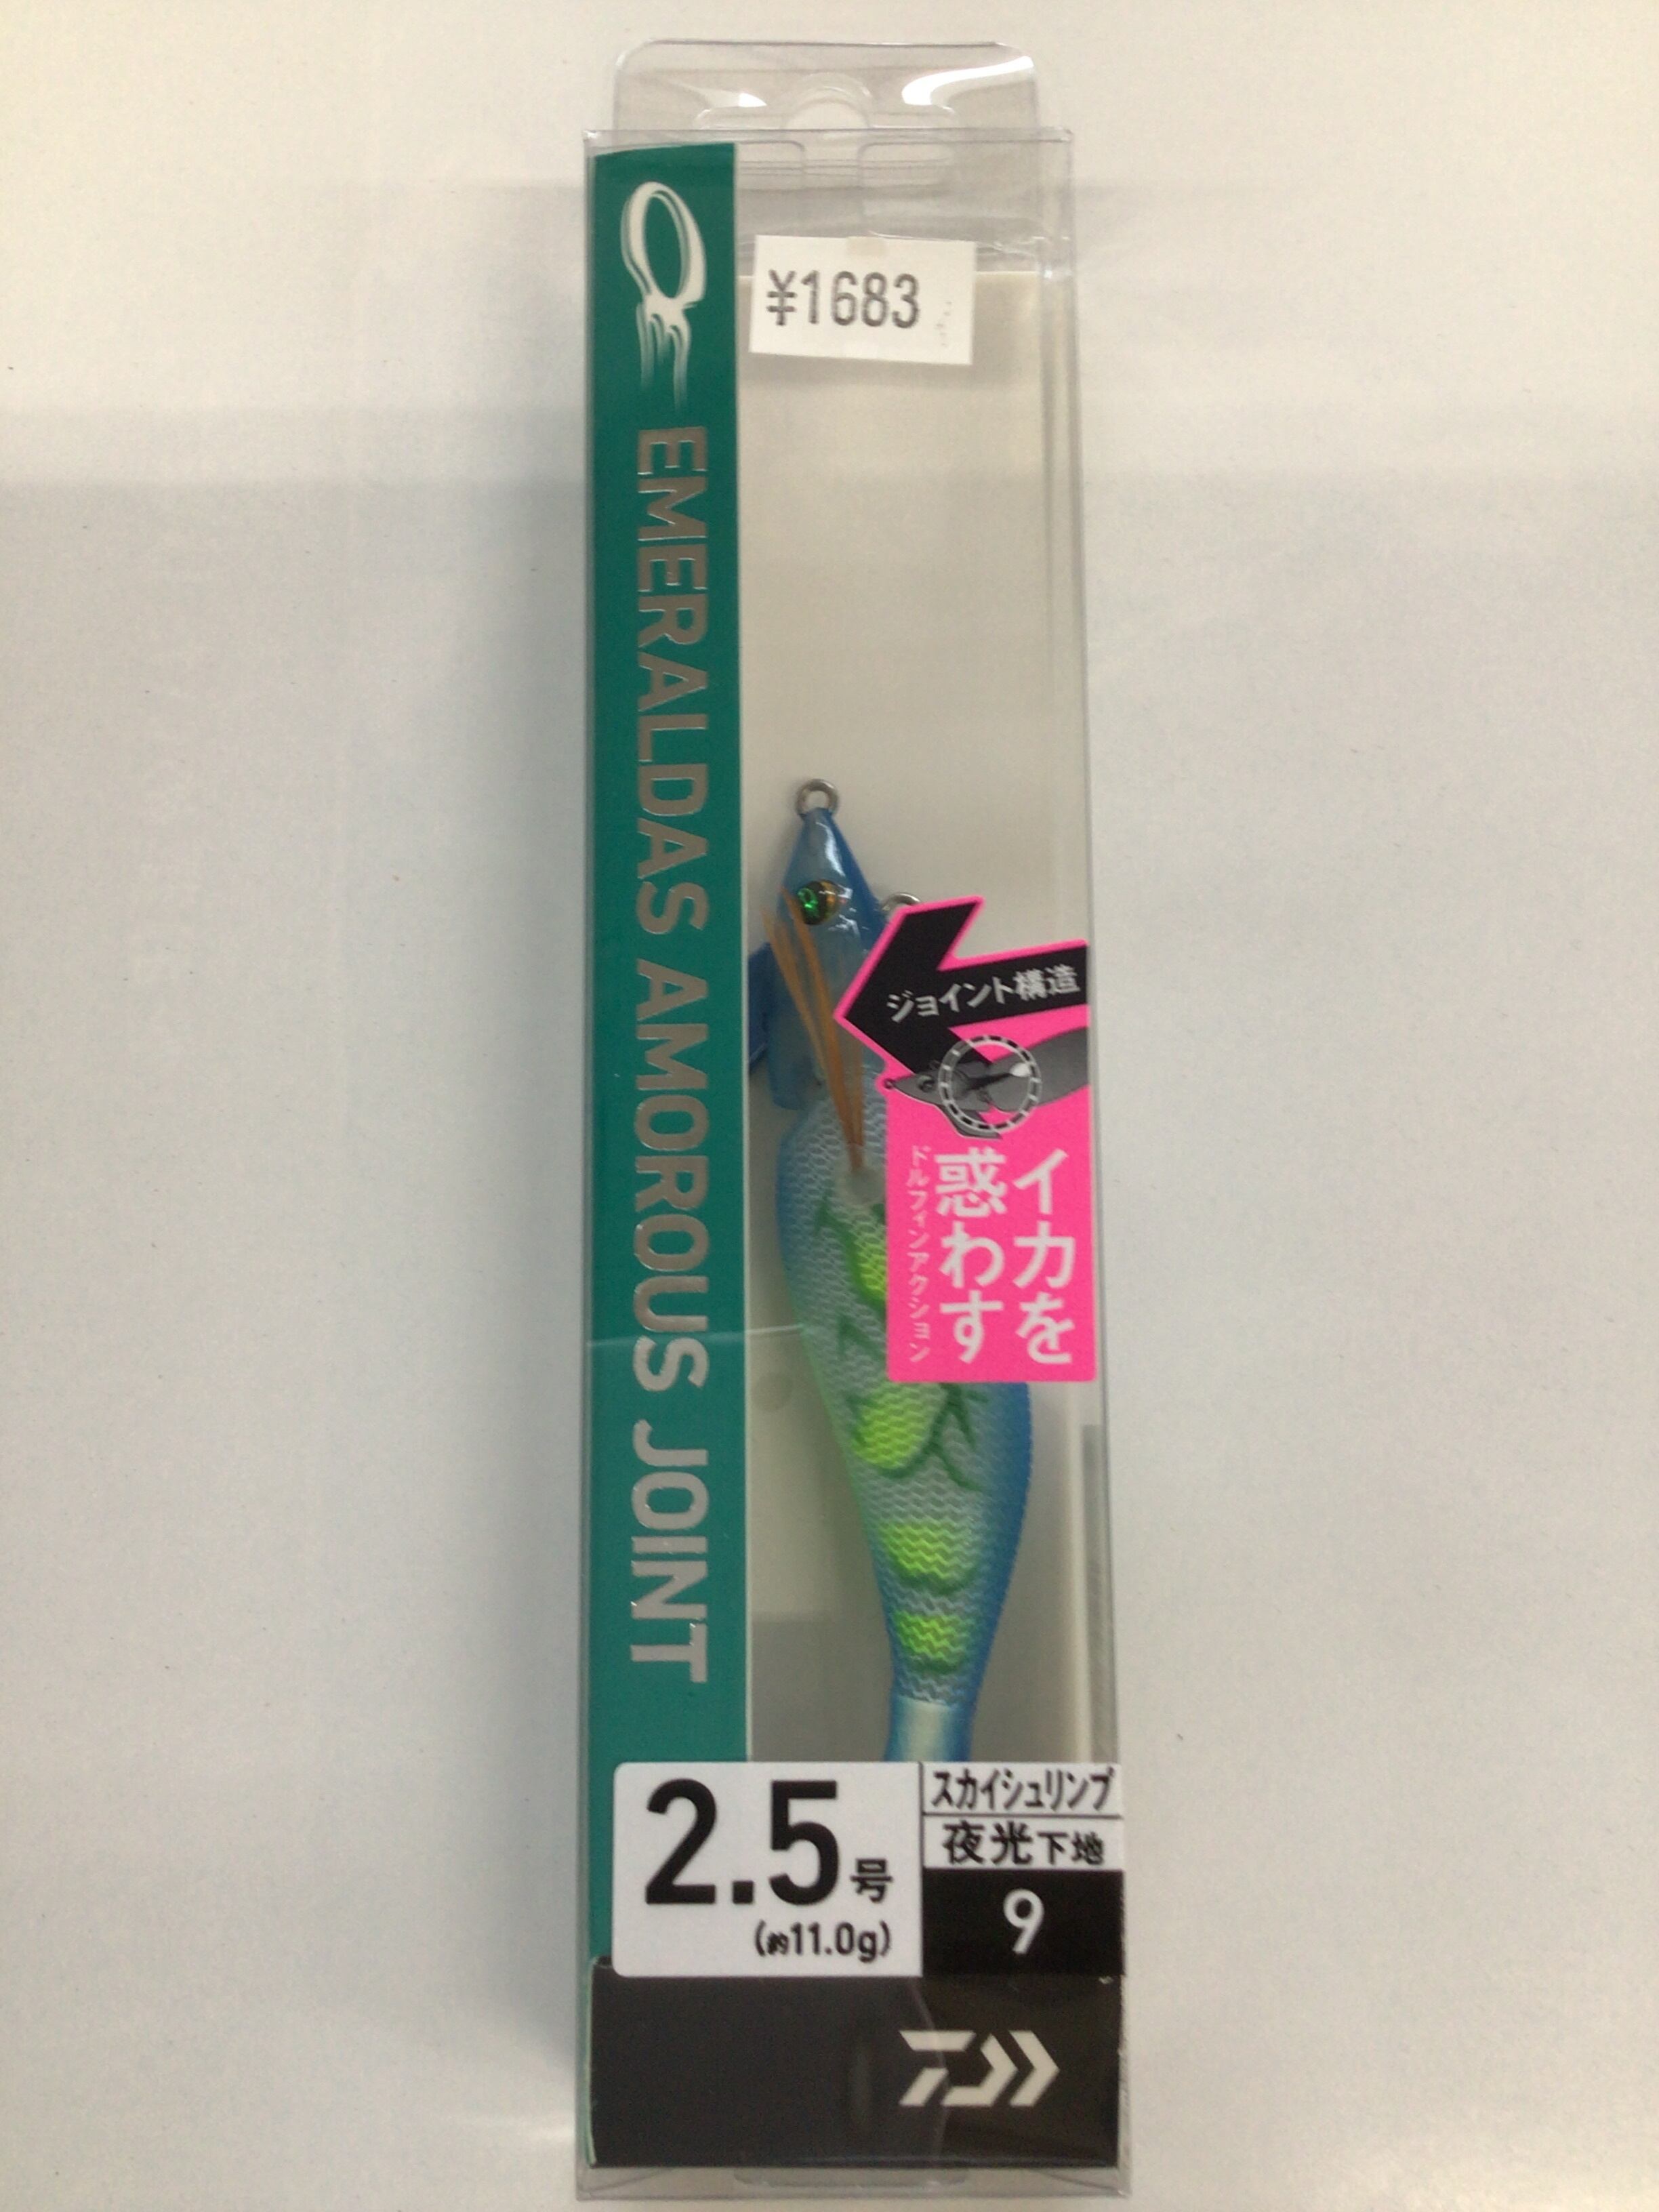 ¥1683
EMERALDAS AMOROUS JOINT
ジョイント構造
イカを
惑わす
ドルフィンアクション
2.5号
(約11.0g)
スカイシュリンプ
夜光下地
9